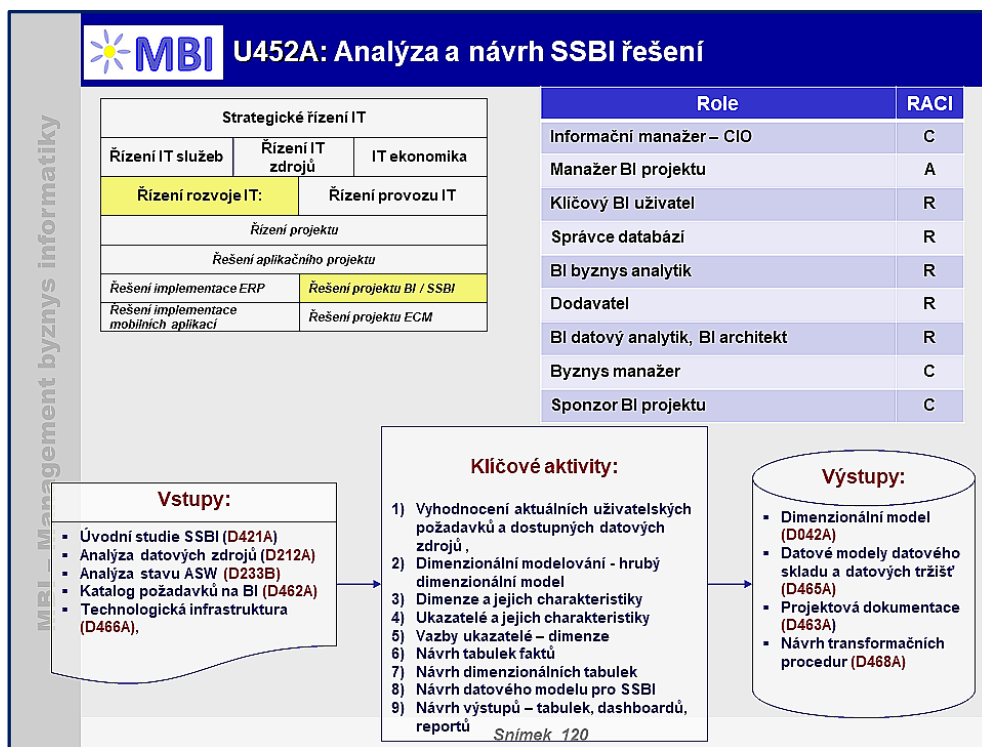 MBI
U452A: Analýza a návrh SSBI řešení
MBI – Management byznys informatiky
Strategické řízení IT
Řízení IT služeb
Řízení IT
zdrojů
IT ekonomika
Řízení rozvoje IT:
Řízení provozu IT
Řízení projektu
Řešení aplikačního projektu
Řešení implementace ERP
Řešení projektu BI / SSBI
Řešení implementace
mobilních aplikací
Řešení projektu ECM
Role RACI
Informační manažer – CIO C
Manažer BI projektu A
Klíčový BI uživatel R
Správce databází R
BI byznys analytik R
Dodavatel R
BI datový analytik, BI architekt R
Byznys manažer C
Sponzor BI projektu C
Vstupy:
▪ Úvodní studie SSBI (D421A)
▪ Analýza datových zdrojů (D212A)
▪ Analýza stavu ASW (D233B)
▪ Katalog požadavků na BI (D462A)
▪ Technologická infrastruktura
(D466A),
Klíčové aktivity:
1) Vyhodnocení aktuálních uživatelských
požadavků a dostupných datových
zdrojů ,
2) Dimenzionální modelování - hrubý
dimenzionální model
3) Dimenze a jejich charakteristiky
4) Ukazatelé a jejich charakteristiky
5) Vazby ukazatelé – dimenze
6) Návrh tabulek faktů
7) Návrh dimenzionálních tabulek
8) Návrh datového modelu pro SSBI
9) Návrh výstupů – tabulek, dashboardů,
reportů
Výstupy:
▪ Dimenzionální model
(D042A)
▪ Datové modely datového
skladu a datových tržišť
(D465A)
▪ Projektová dokumentace
(D463A)
▪ Návrh transformačních
procedur (D468A)
Snímek 120